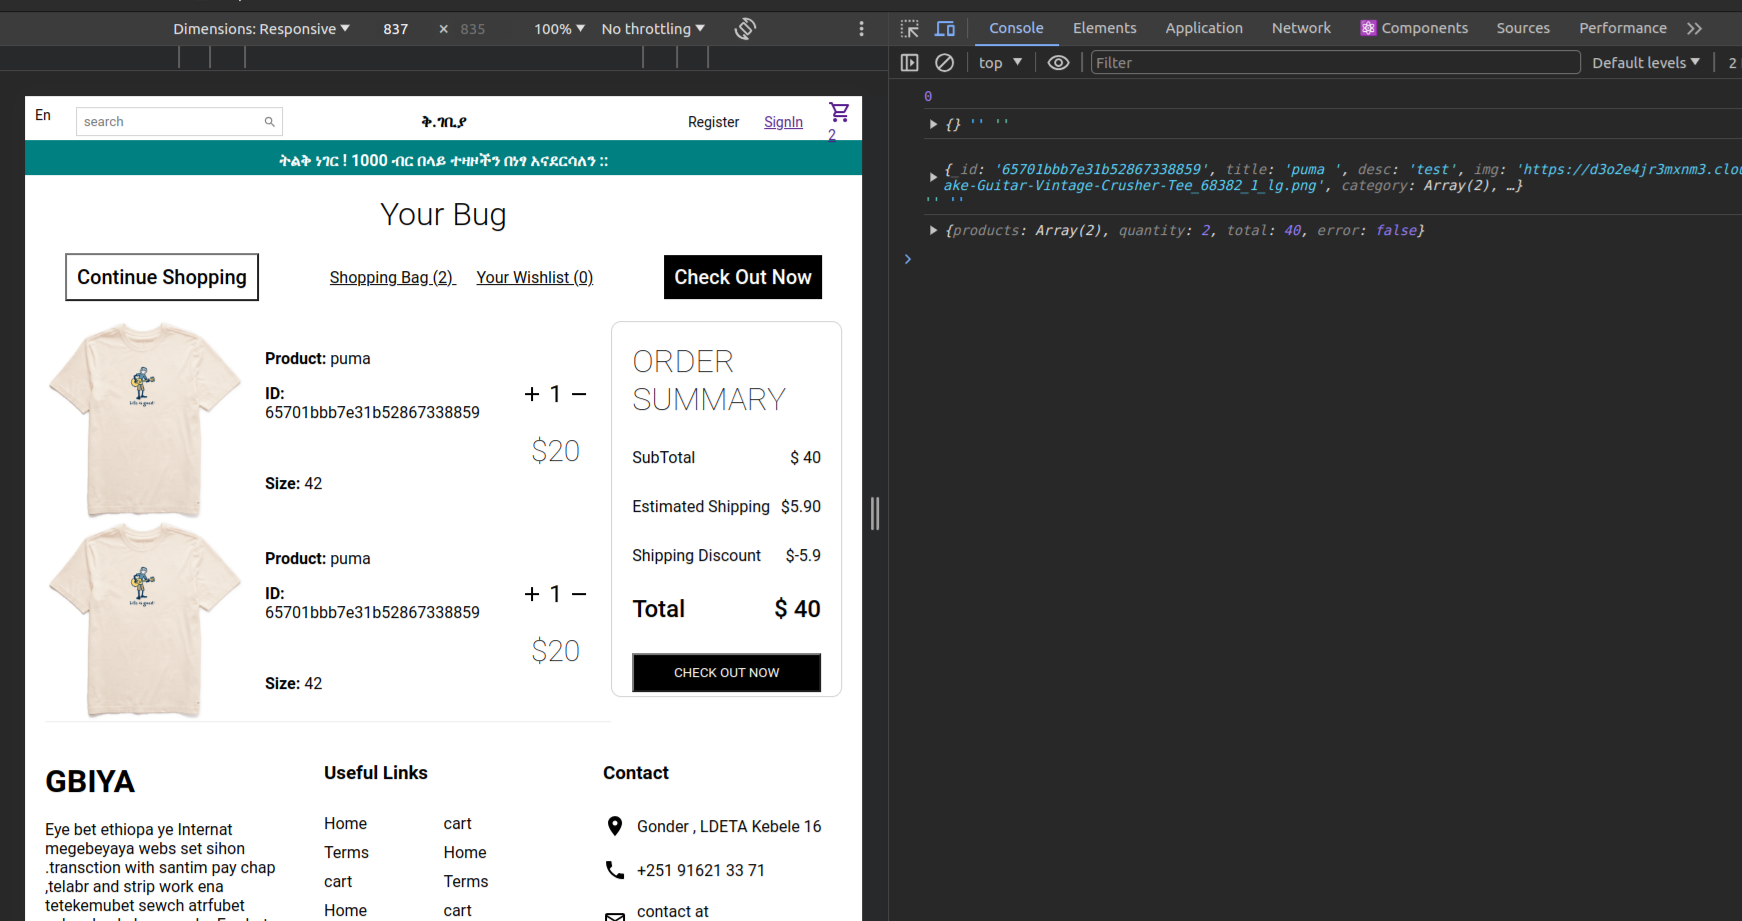 Dimensions: Responsive ▼ 837 × 835 100% ▼ No throttling ▼
Console Elements Application Network Components Sources Performance
top ▼ Filter Default levels ▼ 2
En search ቅ.ገቢያ Register SignIn 2
ትልቅ ነገር ! 1000 ብር በላይ ተዛዞችን በነፃ እናደርሳለን ::
Your Bug
Continue Shopping Shopping Bag (2) Your Wishlist (0) Check Out Now
Product: puma
ID:
65701bbb7e31b52867338859
+ 1 −
$20
Size: 42
Product: puma
ID:
65701bbb7e31b52867338859
+ 1 −
$20
Size: 42
ORDER
SUMMARY
SubTotal $ 40
Estimated Shipping $5.90
Shipping Discount $-5.9
Total $ 40
CHECK OUT NOW
GBIYA
Eye bet ethiopa ye Internat
megebeyaya webs set sihon
.transction with santim pay chap
,telabr and strip work ena
tetekemubet sewch atrfubet
Useful Links
Home cart
Terms Home
cart Terms
Home cart
Contact
Gonder , LDETA Kebele 16
+251 91621 33 71
contact at
0
▶ {} '' ''
▶ {_id: '65701bbb7e31b52867338859', title: 'puma ', desc: 'test', img: 'https://d3o2e4jr3mxnm3.clou
ake-Guitar-Vintage-Crusher-Tee_68382_1_lg.png', category: Array(2), …}
'' ''
▶ {products: Array(2), quantity: 2, total: 40, error: false}